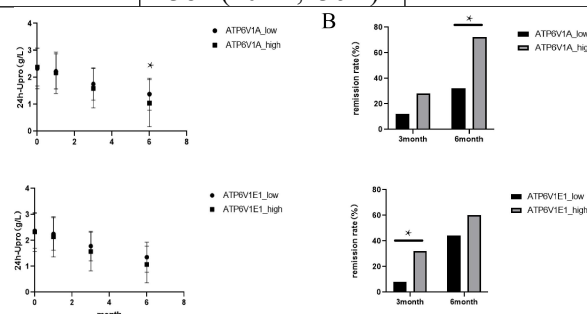 B
4
3
2
1
0
0
2
4
6
8
24h-Upro (g/L)
*
ATP6V1A_low
ATP6V1A_high
80
60
40
20
0
remission rate(%)
3month
6month
*
ATP6V1A_low
ATP6V1A_hig
4
3
2
1
0
0
2
4
6
8
24h-Upro (g/L)
ATP6V1E1_low
ATP6V1E1_high
80
60
40
20
0
remission rate (%)
3month
6month
*
ATP6V1E1_low
ATP6V1E1_high